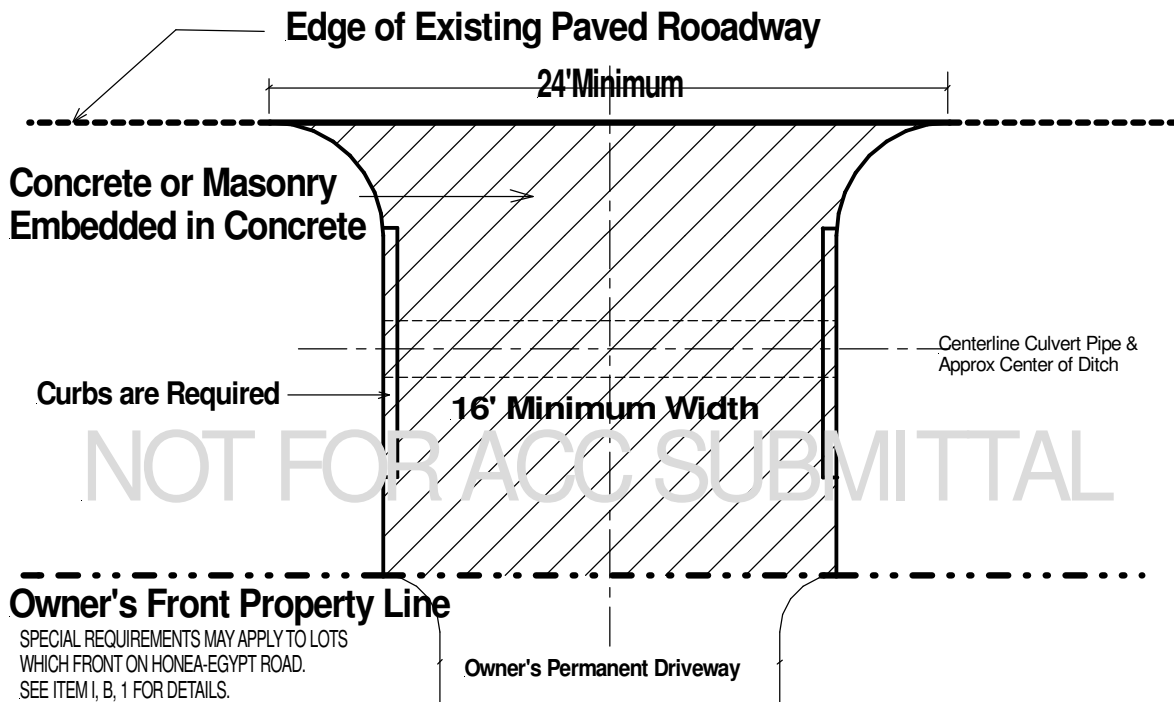 Edge of Existing Paved Rooadway
24'Minimum
Concrete or Masonry
Embedded in Concrete
Centerline Culvert Pipe &
Approx Center of Ditch
Curbs are Required
16' Minimum Width
NOT FOR ACC SUBMITTAL
Owner's Front Property Line
SPECIAL REQUIREMENTS MAY APPLY TO LOTS
WHICH FRONT ON HONEA-EGYPT ROAD.
SEE ITEM I, B, 1 FOR DETAILS.
Owner's Permanent Driveway